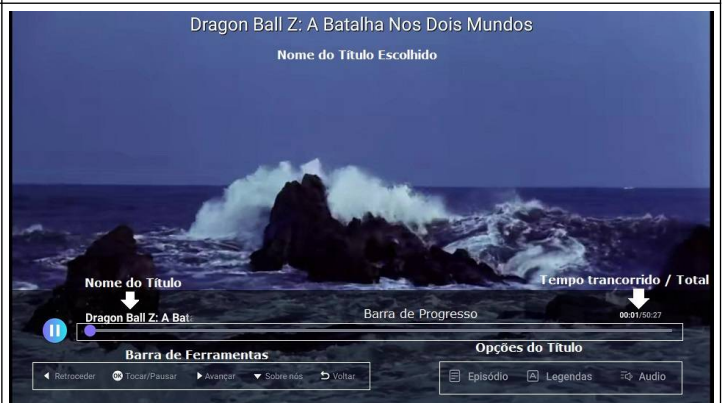 Dragon Ball Z: A Batalha Nos Dois Mundos
Nome do Título Escolhido
Nome do Título
Tempo trancorrido / Total
Dragon Ball Z: A Bat
Barra de Progresso
00:01/50:27
Barra de Ferramentas
Opções do Título
Retroceder OK Tocar/Pausar Avançar Sobre nós Voltar
Episódio A Legendas Audio